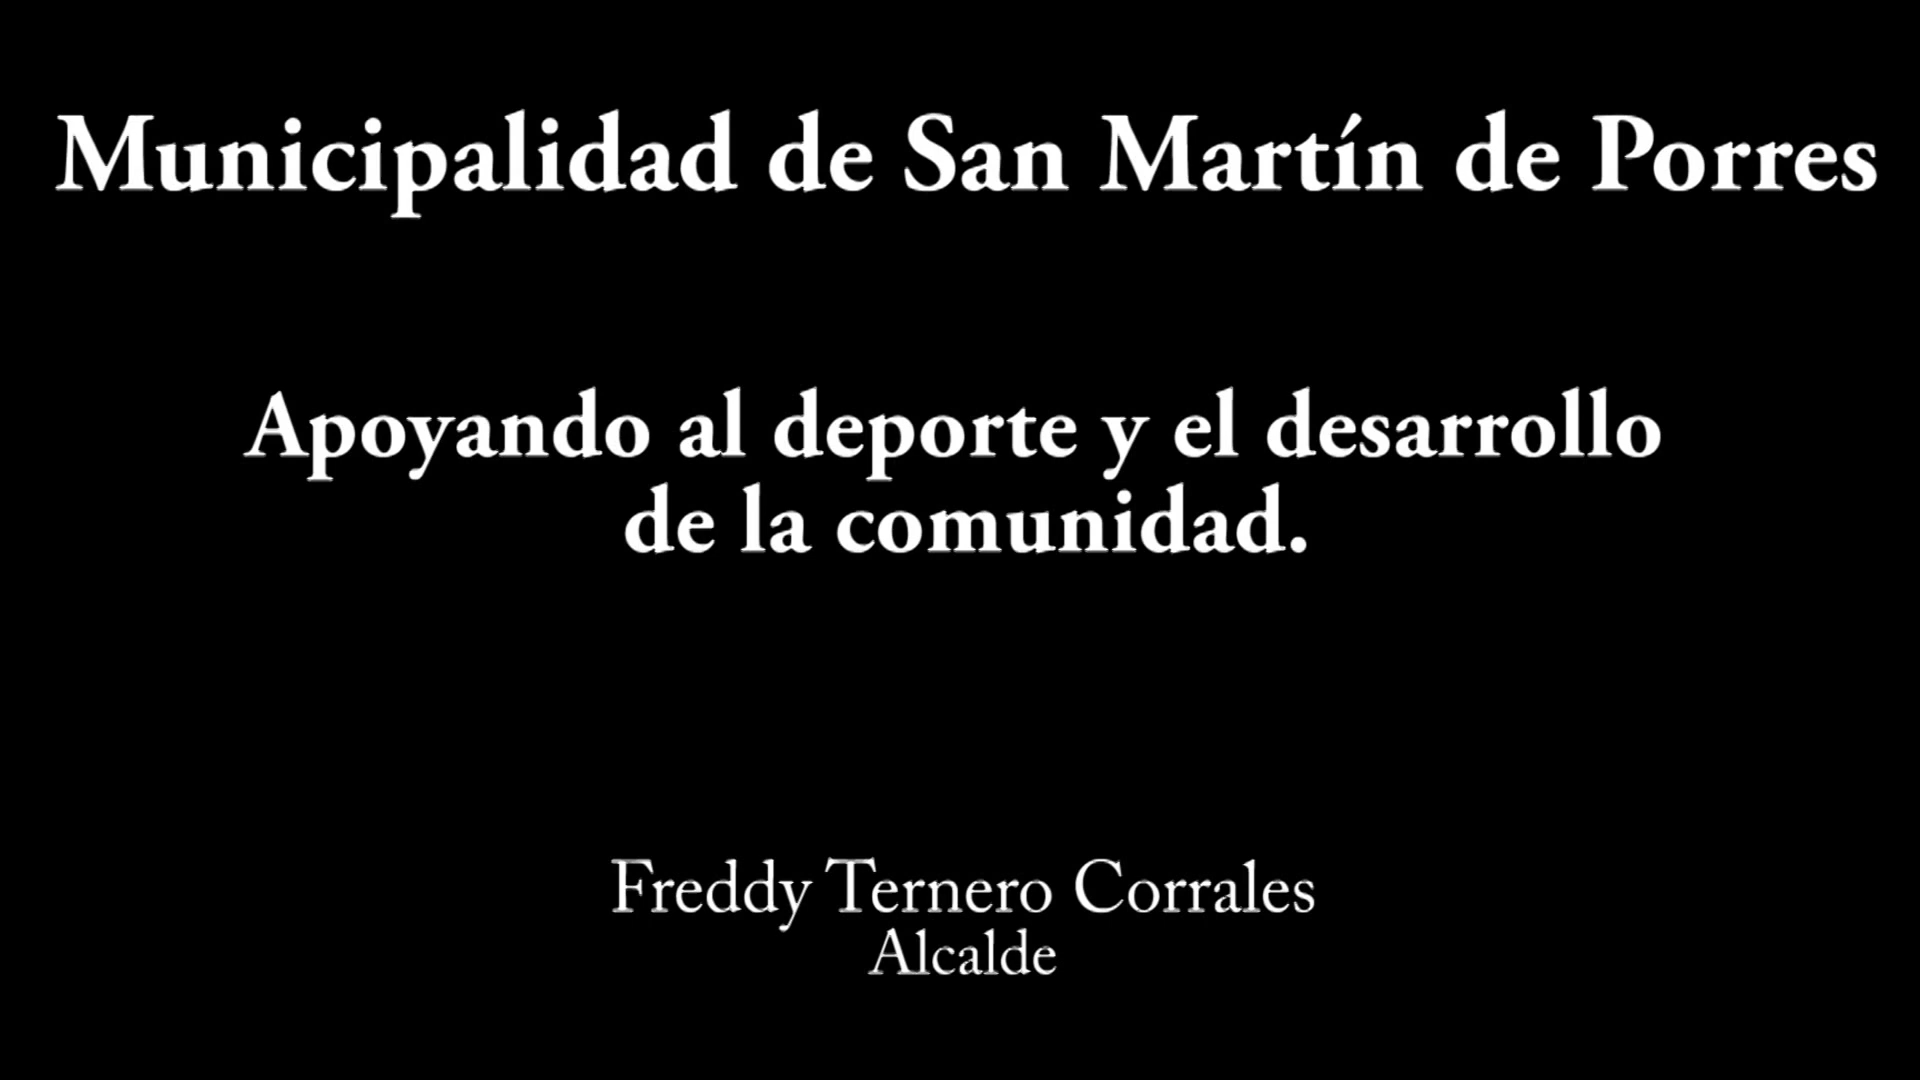 Municipalidad de San Martín de Porres
Apoyando al deporte y el desarrollo
de la comunidad.
Freddy Ternero Corrales
Alcalde